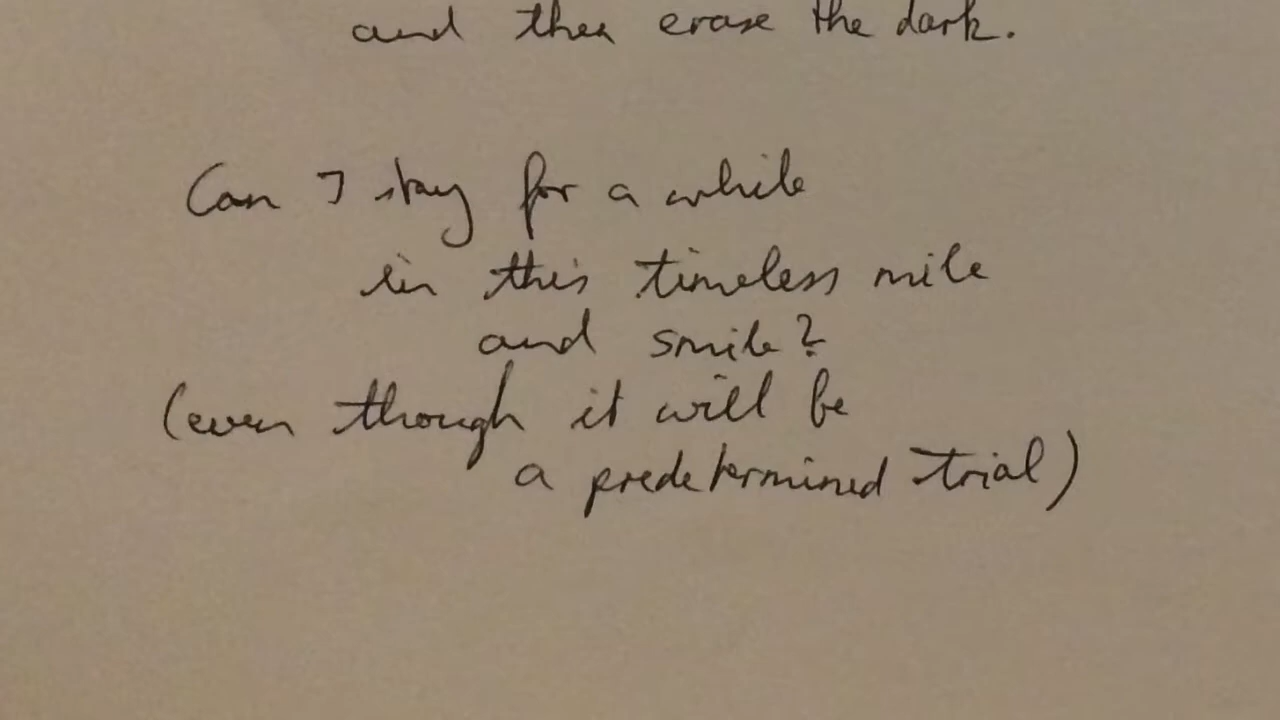 and then erase the dark.
Can I stay for a while
in this timeless mile
and smile?
(even though it will be
a predetermined trial)